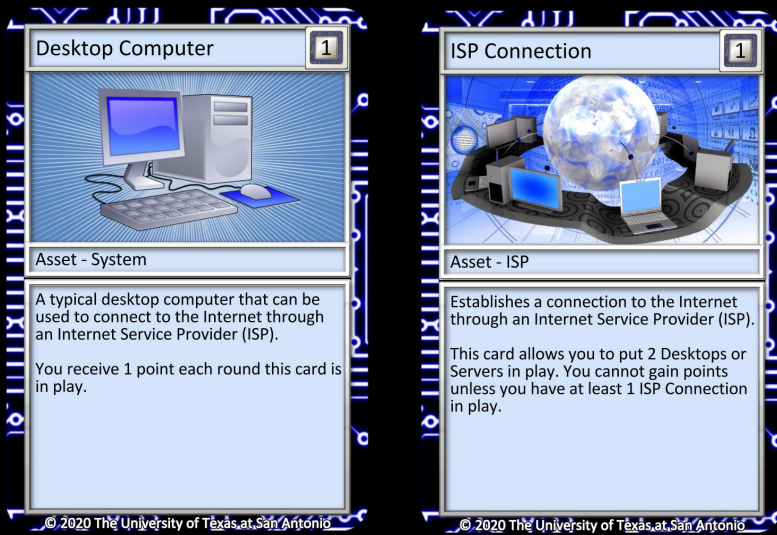 Desktop Computer
1
Asset - System
A typical desktop computer that can be
used to connect to the Internet through
an Internet Service Provider (ISP).
You receive 1 point each round this card is
in play.
© 2020 The University of Texas at San Antonio
ISP Connection
1
Asset - ISP
Establishes a connection to the Internet
through an Internet Service Provider (ISP).
This card allows you to put 2 Desktops or
Servers in play. You cannot gain points
unless you have at least 1 ISP Connection
in play.
© 2020 The University of Texas at San Antonio